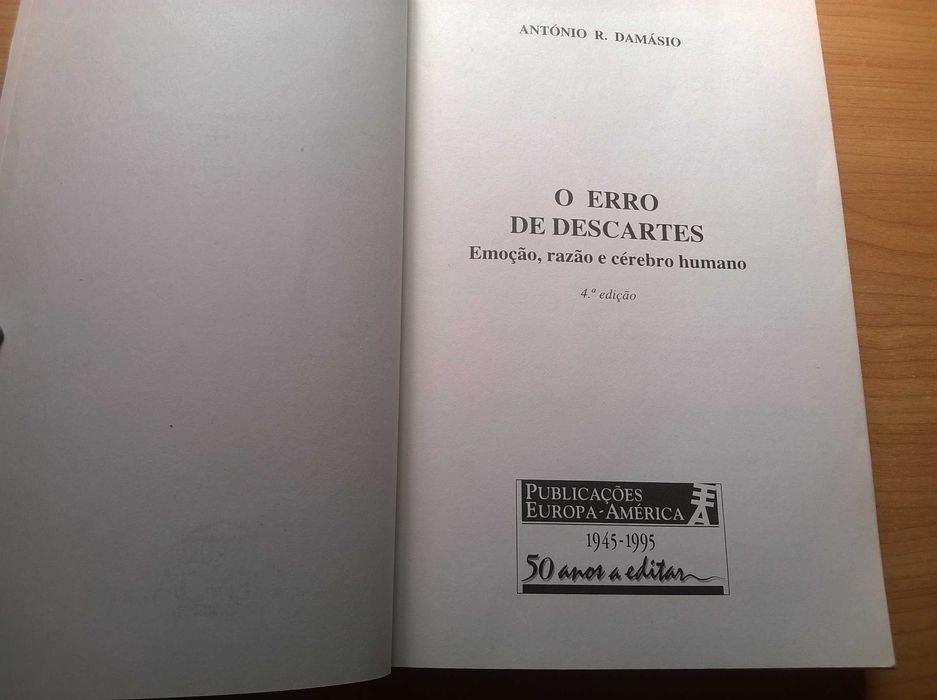 ANTÓNIO R. DAMÁSIO
O ERRO
DE DESCARTES
Emoção, razão e cérebro humano
4.ª edição
PUBLICAÇÕES
EUROPA-AMÉRICA
1945-1995
50 anos a editar